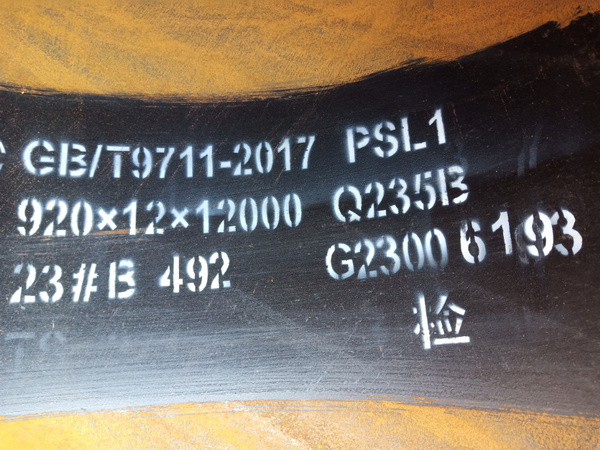 GB/T9711-2017 PSL1
920×12×12000 Q235B
23#B 492 G2300 6193
检